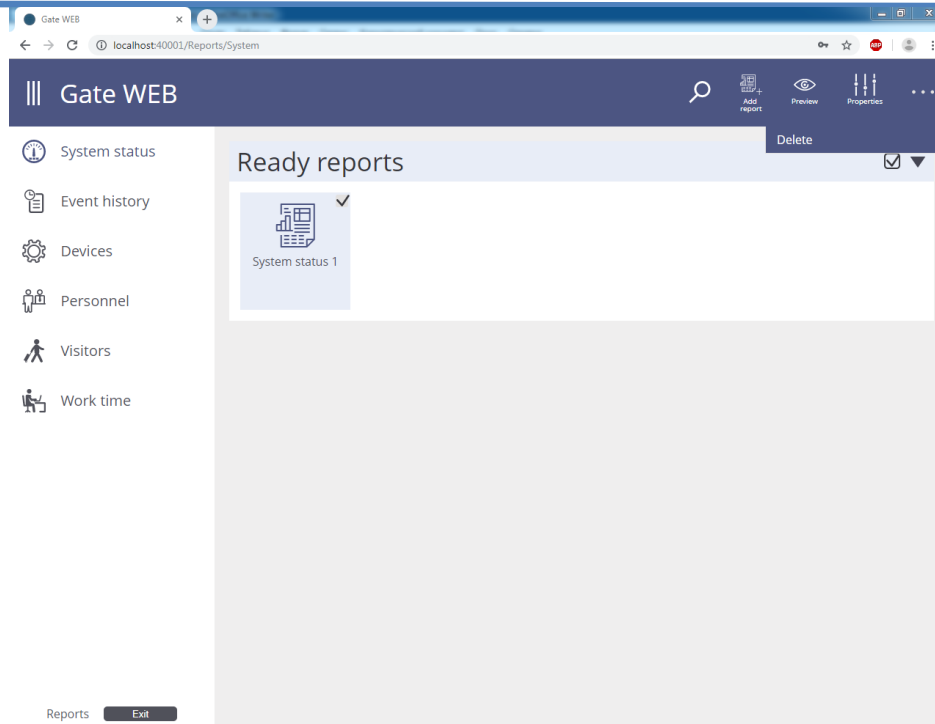 Gate WEB
localhost:40001/Reports/System
ABP
Gate WEB
Add
report
Preview
Properties
Delete
System status
Event history
Devices
Personnel
Visitors
Work time
Ready reports
System status 1
Reports
Exit